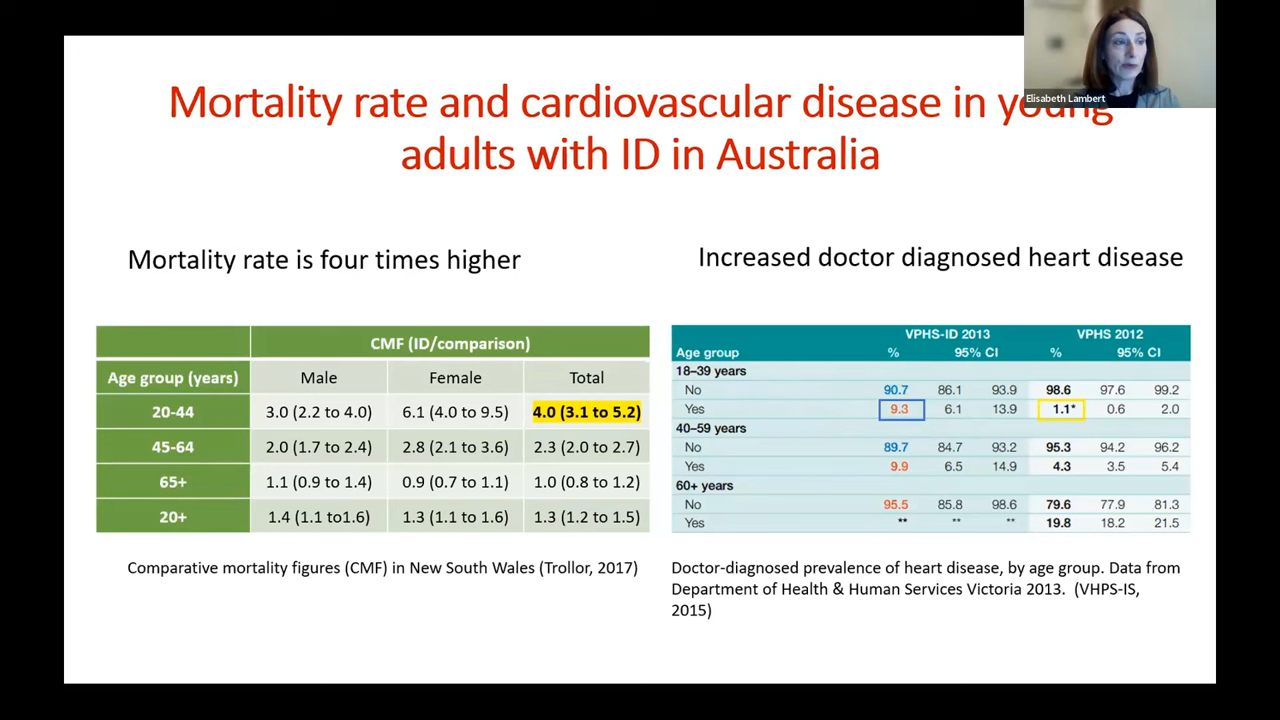 Elisabeth Lambert
Mortality rate and cardiovascular disease in young
adults with ID in Australia
Mortality rate is four times higher
CMF (ID/comparison)
Age group (years) Male Female Total
20-44 3.0 (2.2 to 4.0) 6.1 (4.0 to 9.5) 4.0 (3.1 to 5.2)
45-64 2.0 (1.7 to 2.4) 2.8 (2.1 to 3.6) 2.3 (2.0 to 2.7)
65+ 1.1 (0.9 to 1.4) 0.9 (0.7 to 1.1) 1.0 (0.8 to 1.2)
20+ 1.4 (1.1 to1.6) 1.3 (1.1 to 1.6) 1.3 (1.2 to 1.5)
Comparative mortality figures (CMF) in New South Wales (Trollor, 2017)
Increased doctor diagnosed heart disease
VPHS-ID 2013 VPHS 2012
Age group % 95% CI % 95% CI
18–39 years
No 90.7 86.1 93.9 98.6 97.6 99.2
Yes 9.3 6.1 13.9 1.1* 0.6 2.0
40–59 years
No 89.7 84.7 93.2 95.3 94.2 96.2
Yes 9.9 6.5 14.9 4.3 3.5 5.4
60+ years
No 95.5 85.8 98.6 79.6 77.9 81.3
Yes ** ** ** 19.8 18.2 21.5
Doctor-diagnosed prevalence of heart disease, by age group. Data from
Department of Health & Human Services Victoria 2013. (VHPS-IS,
2015)